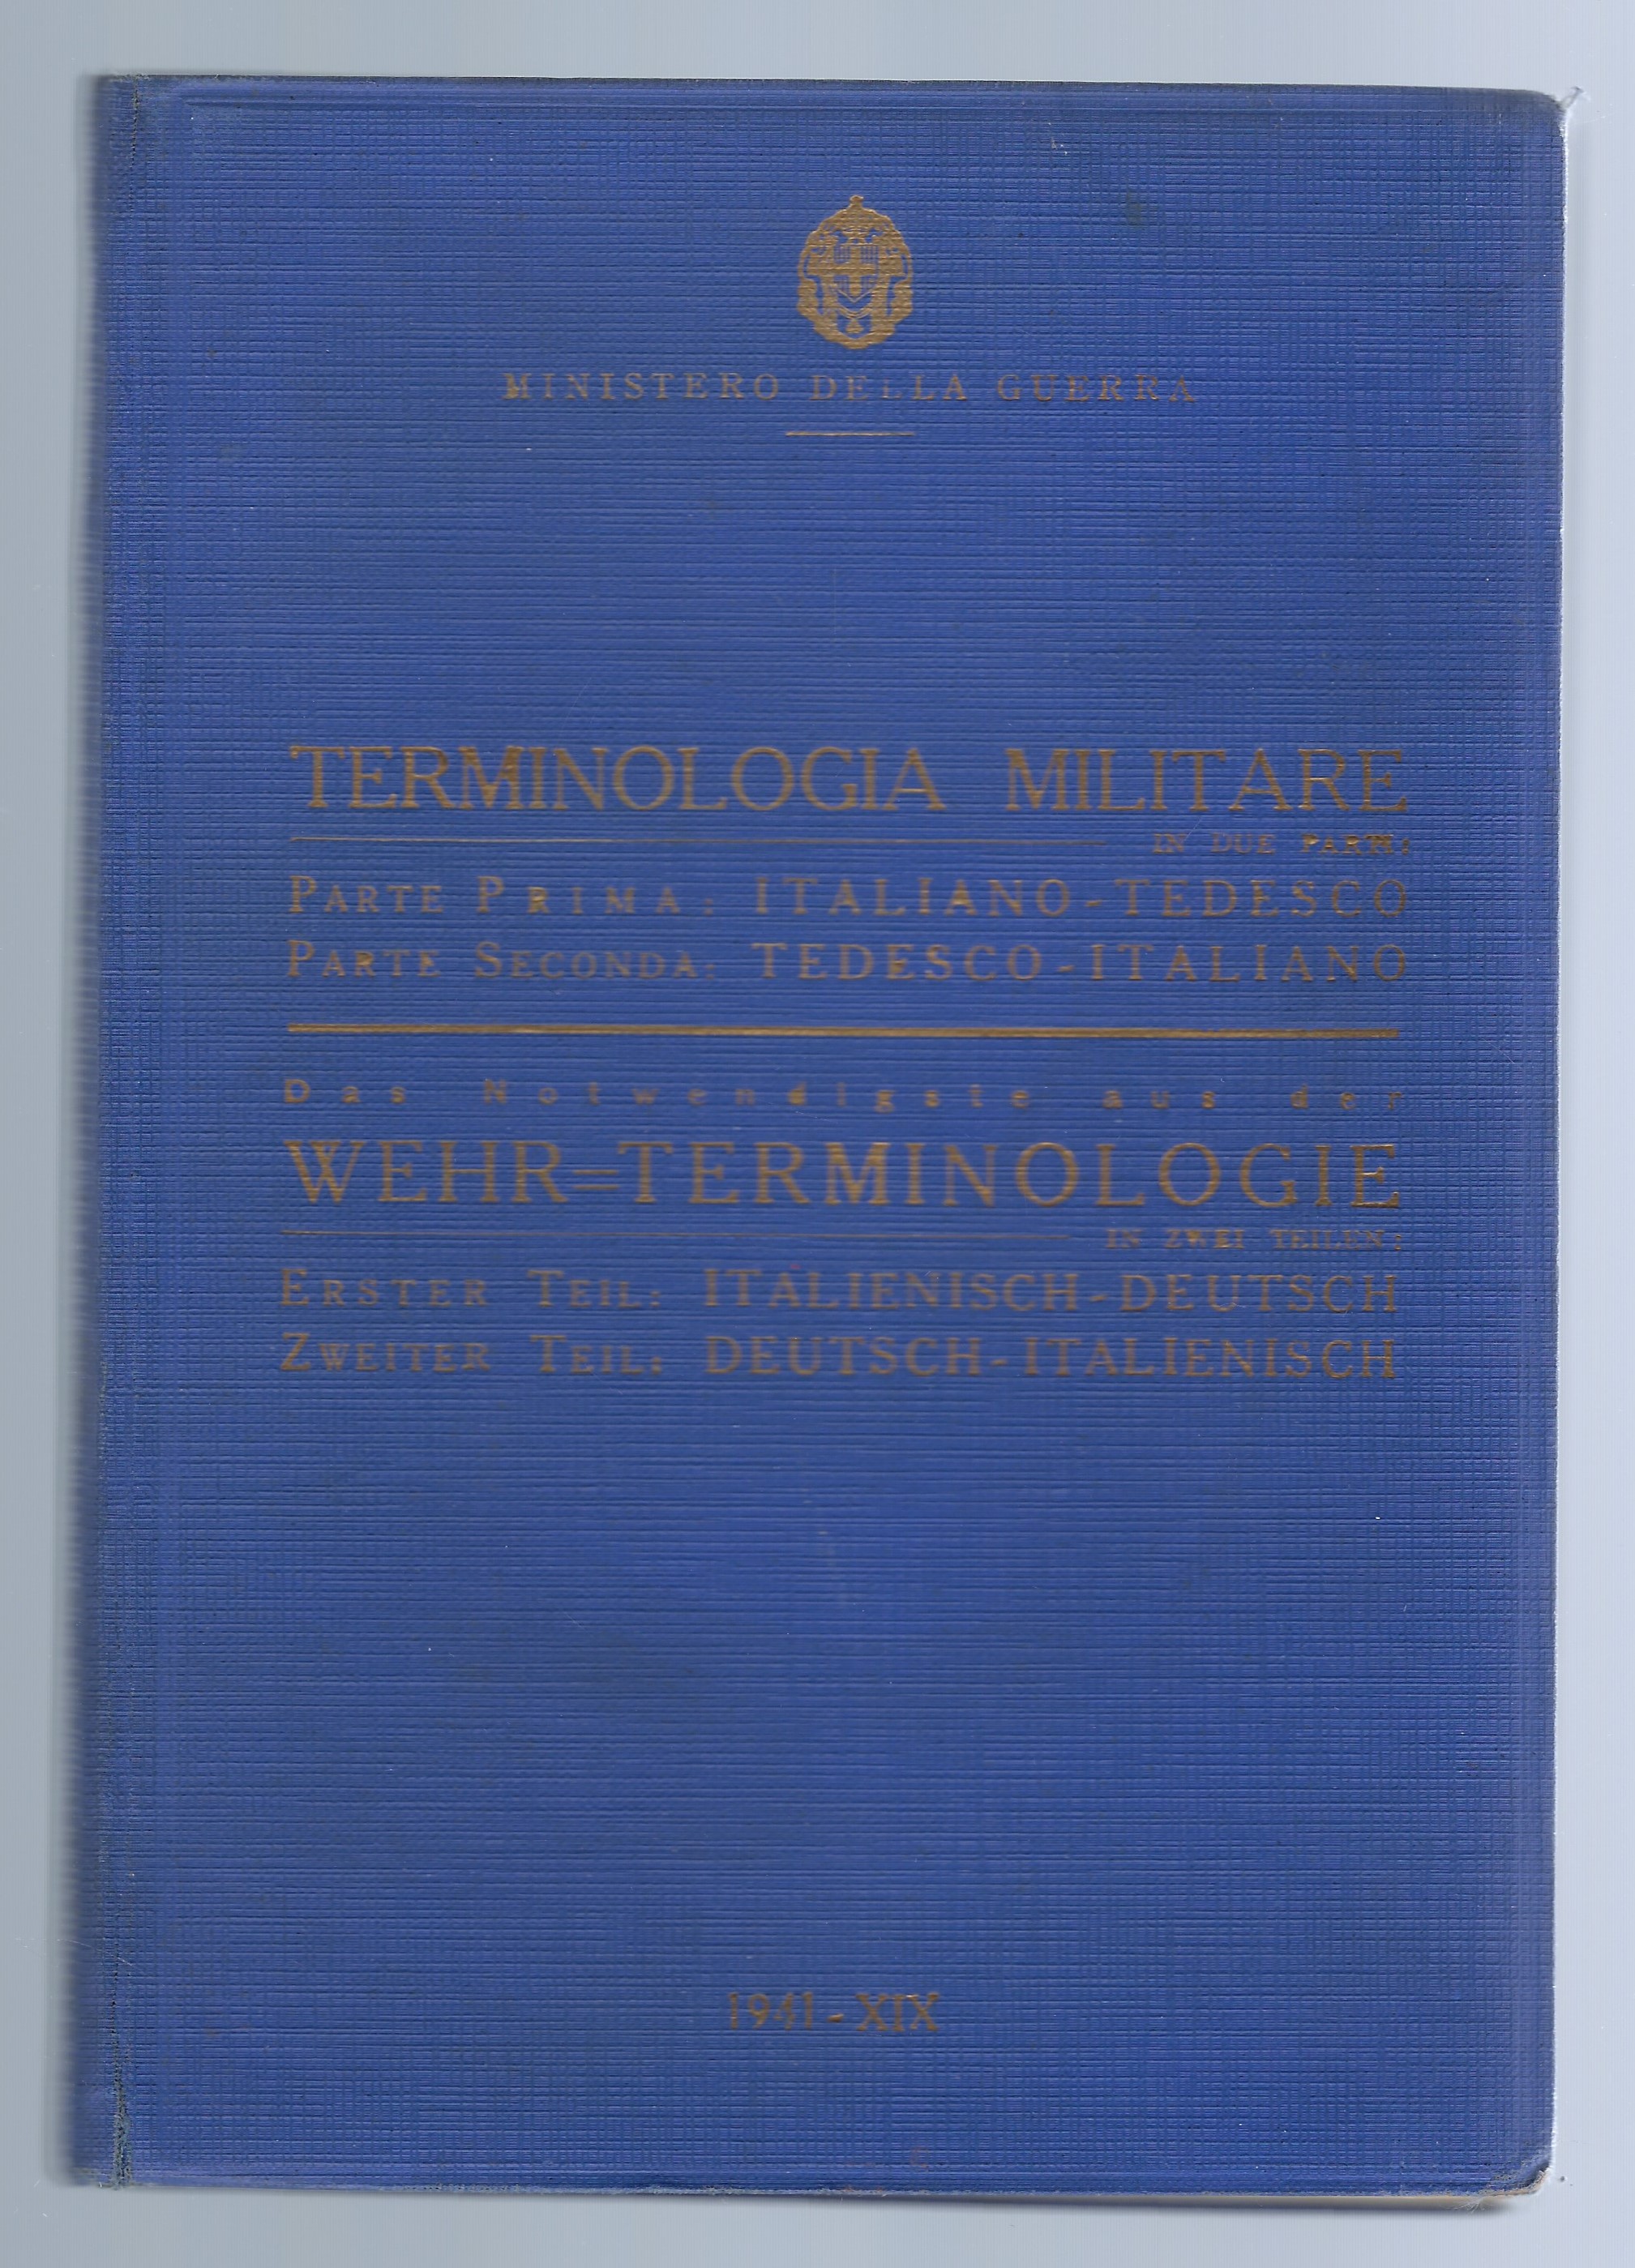 MINISTERO DELLA GUERRA
TERMINOLOGIA MILITARE
IN DUE PARTI:
PARTE PRIMA: ITALIANO-TEDESCO
PARTE SECONDA: TEDESCO-ITALIANO
Das Notwendigste aus der
WEHR=TERMINOLOGIE
IN ZWEI TEILEN:
ERSTER TEIL: ITALIENISCH-DEUTSCH
ZWEITER TEIL: DEUTSCH-ITALIENISCH
1941-XIX